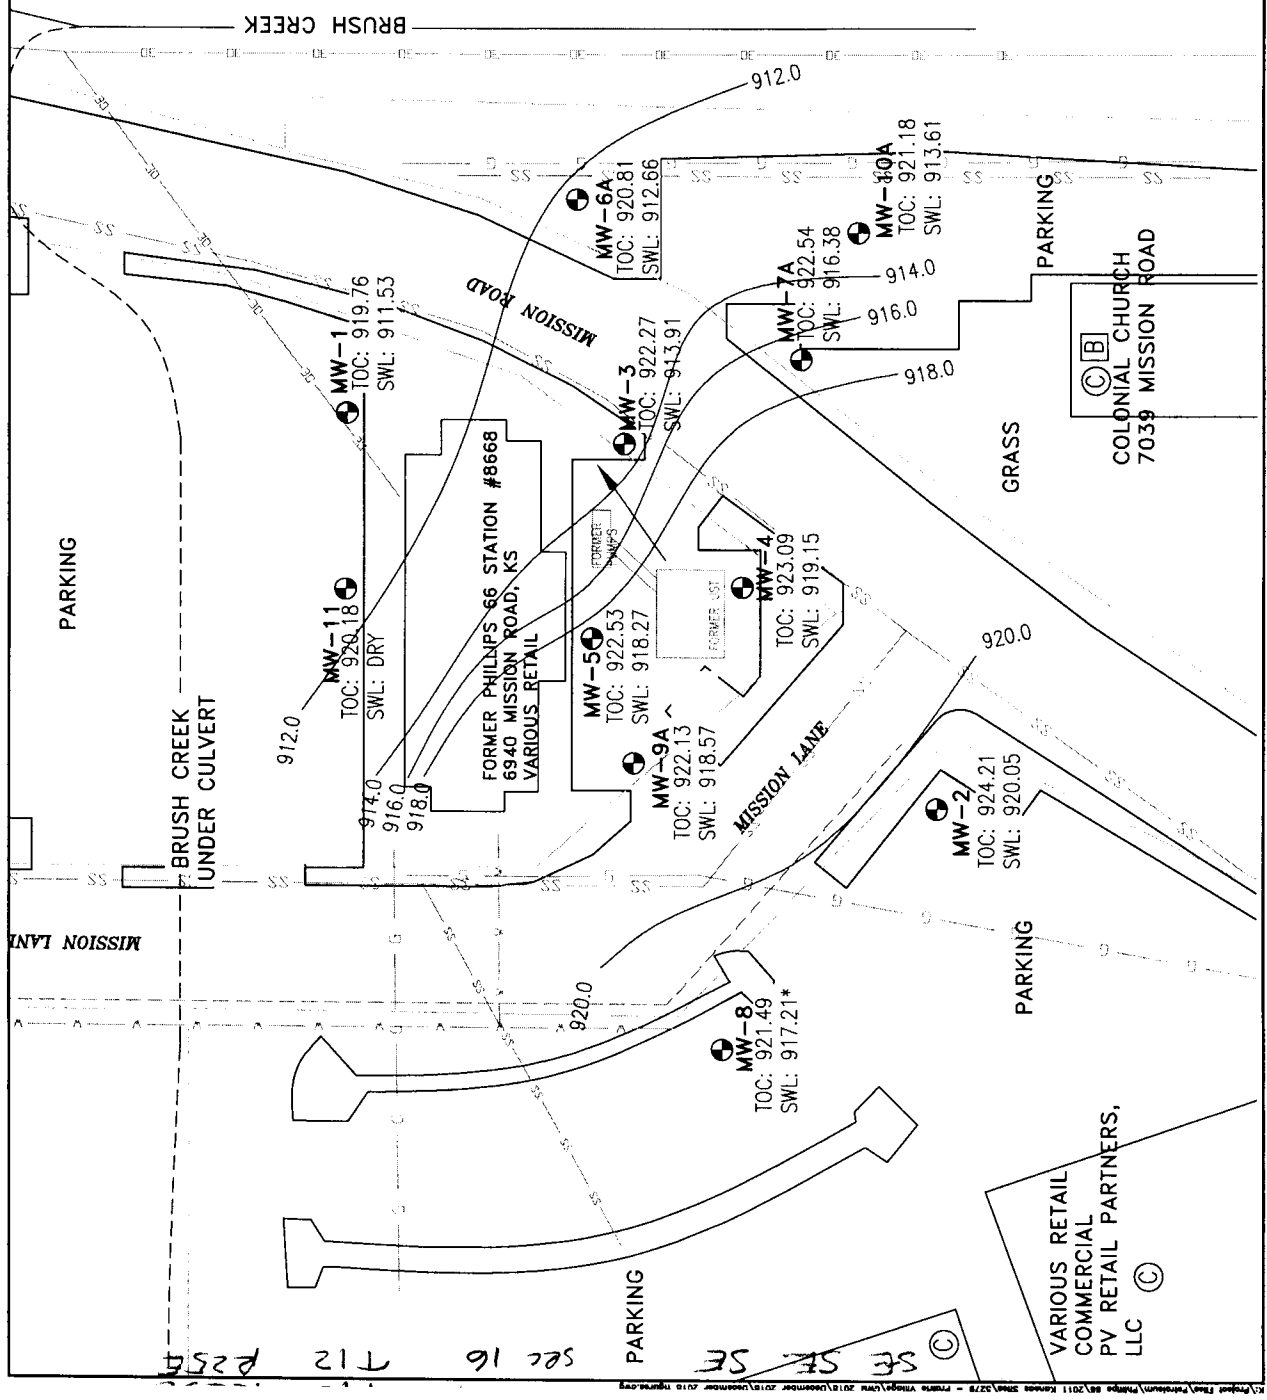 BRUSH CREEK
912.0
MW-6A
TOC: 920.81
SWL: 912.66
MW-10A
TOC: 921.18
SWL: 913.61
PARKING
MW-7A
TOC: 922.54
SWL: 916.38
914.0
916.0
918.0
MISSION ROAD
MW-1
TOC: 919.76
SWL: 911.53
MW-3
TOC: 922.27
SWL: 913.91
C B
COLONIAL CHURCH
7039 MISSION ROAD
GRASS
PARKING
FORMER PHILLIPS 66 STATION #8668
6940 MISSION ROAD, KS
VARIOUS RETAIL
FORMER
PUMPS
FORMER UST
MW-4
TOC: 923.09
SWL: 919.15
MW-11
TOC: 920.18
SWL: DRY
MW-5
TOC: 922.53
SWL: 918.27
920.0
912.0
BRUSH CREEK
UNDER CULVERT
914.0
916.0
918.0
MW-9A
TOC: 922.13
SWL: 918.57
MISSION LANE
MW-2
TOC: 924.21
SWL: 920.05
MISSION LANE
920.0
PARKING
MW-8
TOC: 921.49
SWL: 917.21*
VARIOUS RETAIL
COMMERCIAL
PV RETAIL PARTNERS,
LLC C
PARKING
C
SE SE SE sec 16 T12 R25E